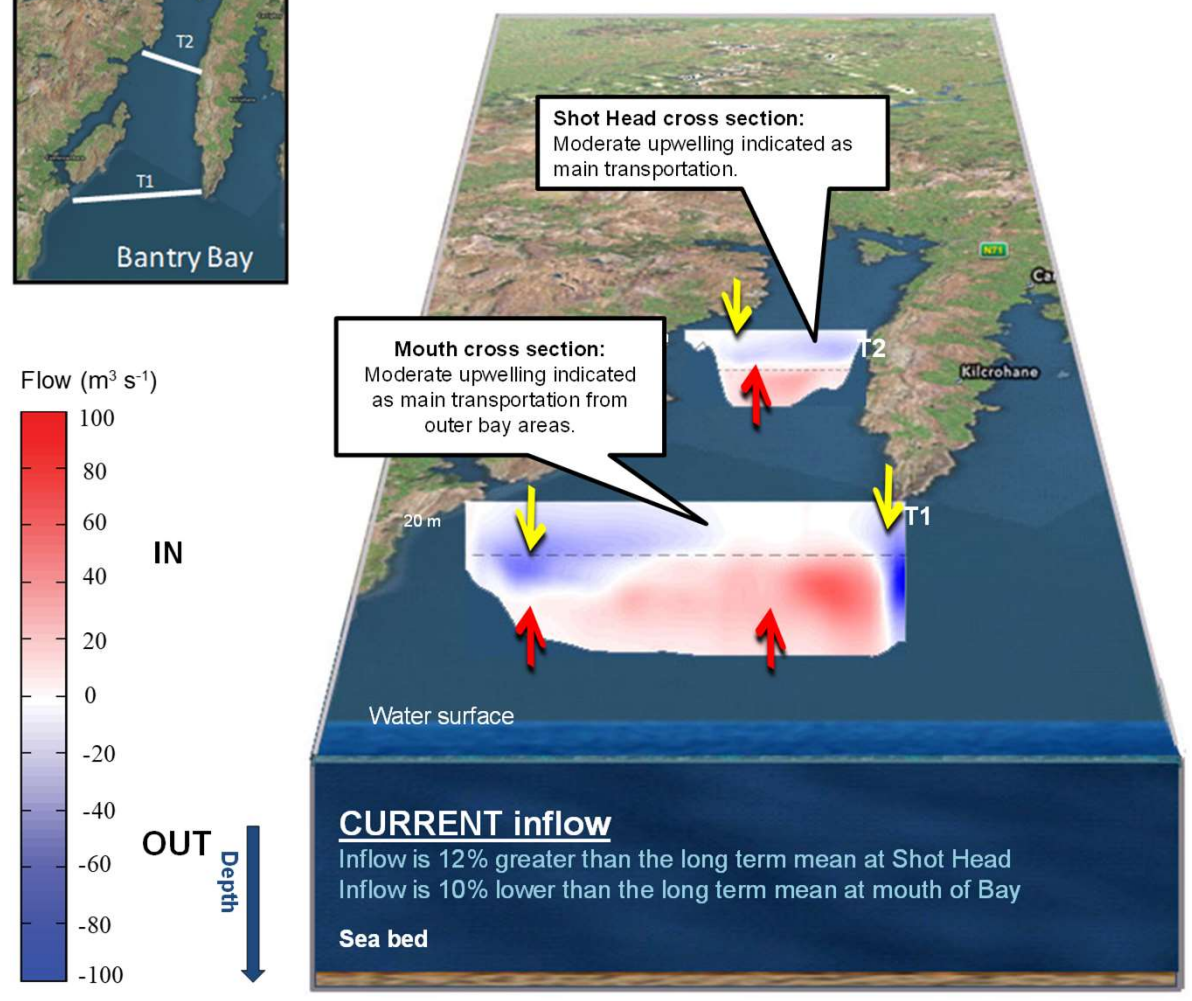 T2
T1
Bantry Bay
Shot Head cross section:
Moderate upwelling indicated as
main transportation.
N71
Ca
Mouth cross section:
Moderate upwelling indicated
as main transportation from
outer bay areas.
T2
Kilcrohane
Flow (m³ s⁻¹)
100
80
60
40
20
0
-20
-40
-60
-80
-100
IN
OUT
Depth
20 m
T1
Water surface
CURRENT inflow
Inflow is 12% greater than the long term mean at Shot Head
Inflow is 10% lower than the long term mean at mouth of Bay
Sea bed